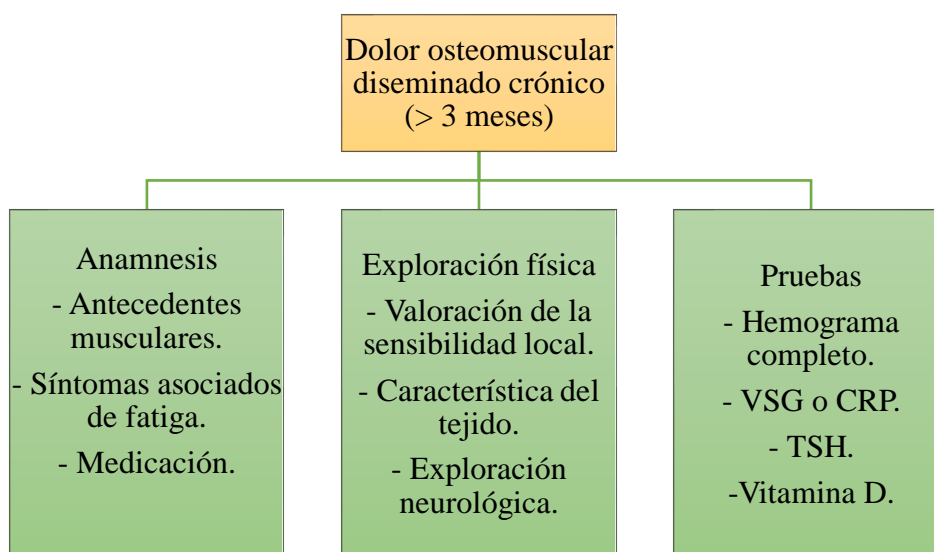 Dolor osteomuscular
diseminado crónico
(> 3 meses)
Anamnesis
- Antecedentes
musculares.
- Síntomas asociados
de fatiga.
- Medicación.
Exploración física
- Valoración de la
sensibilidad local.
- Característica del
tejido.
- Exploración
neurológica.
Pruebas
- Hemograma
completo.
- VSG o CRP.
- TSH.
-Vitamina D.